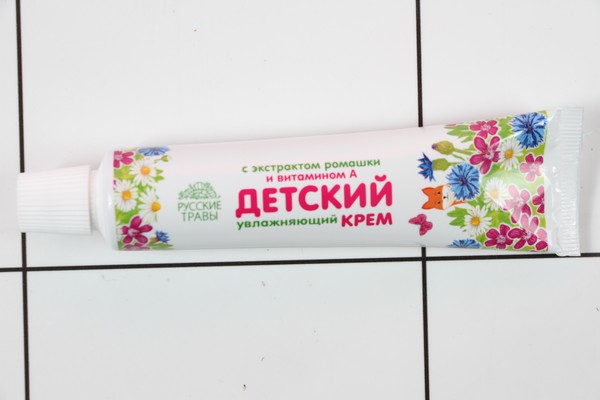 РУССКИЕ
ТРАВЫ
с экстрактом ромашки
и витамином А
ДЕТСКИЙ
увлажняющий КРЕМ